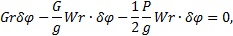 Grδφ − G/g Wr · δφ − 1/2 P/g Wr · δφ = 0,